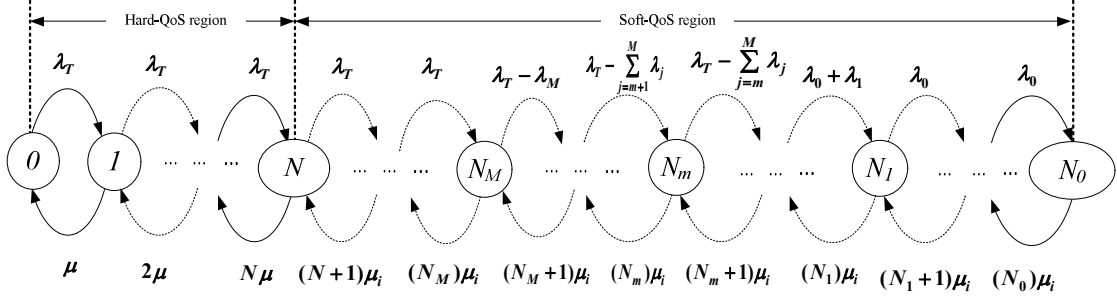 Hard-QoS region Soft-QoS region
λ_T λ_T λ_T λ_T λ_T λ_T − λ_M λ_T − ∑_{j=m+1}^{M} λ_j λ_T − ∑_{j=m}^{M} λ_j λ_0 + λ_1 λ_0 λ_0
0 1 ... ... ... N ... ... ... N_M ... ... N_m ... ... ... N_1 ... ... ... N_0
μ 2μ Nμ (N+1)μ_i (N_M)μ_i (N_M+1)μ_i (N_m)μ_i (N_m+1)μ_i (N_1)μ_i (N_1+1)μ_i (N_0)μ_i